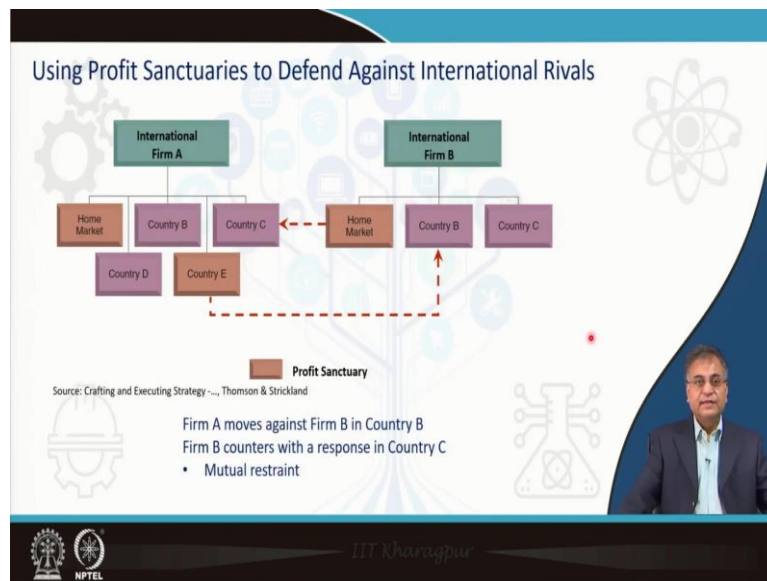 Using Profit Sanctuaries to Defend Against International Rivals
International
Firm A
International
Firm B
Home
Market
Country B
Country C
Home
Market
Country B
Country C
Country D
Country E
Profit Sanctuary
Source: Crafting and Executing Strategy -..., Thomson & Strickland
Firm A moves against Firm B in Country B
Firm B counters with a response in Country C
• Mutual restraint
IIT Kharagpur
NPTEL